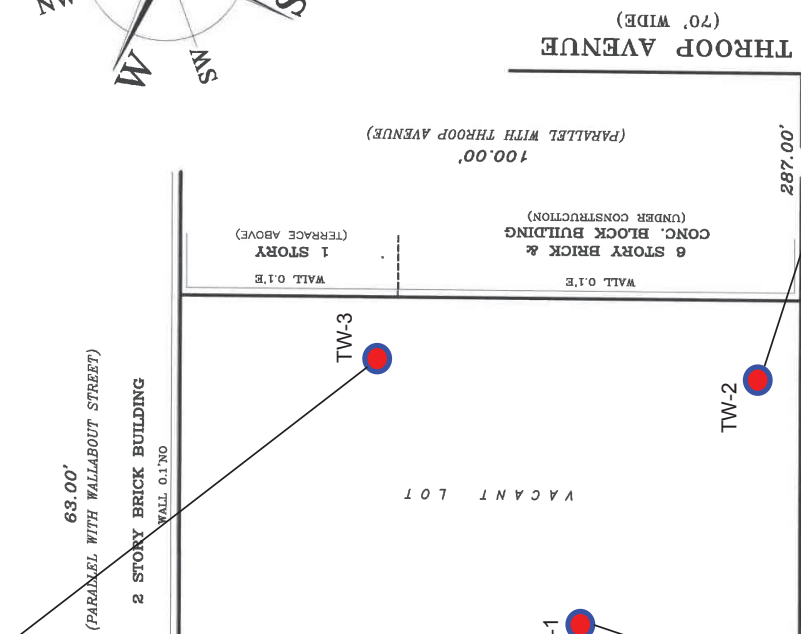 W
SW
S
THROOP AVENUE
(70' WIDE)
287.00'
100.00'
(PARALLEL WITH THROOP AVENUE)
6 STORY BRICK &
CONC. BLOCK BUILDING
(UNDER CONSTRUCTION)
WALL 0.1'E
1 STORY
(TERRACE ABOVE)
WALL 0.1'E
TW-3
TW-2
63.00'
(PARALLEL WITH WALLABOUT STREET)
2 STORY BRICK BUILDING
WALL 0.1'NO
VACANT LOT
-1